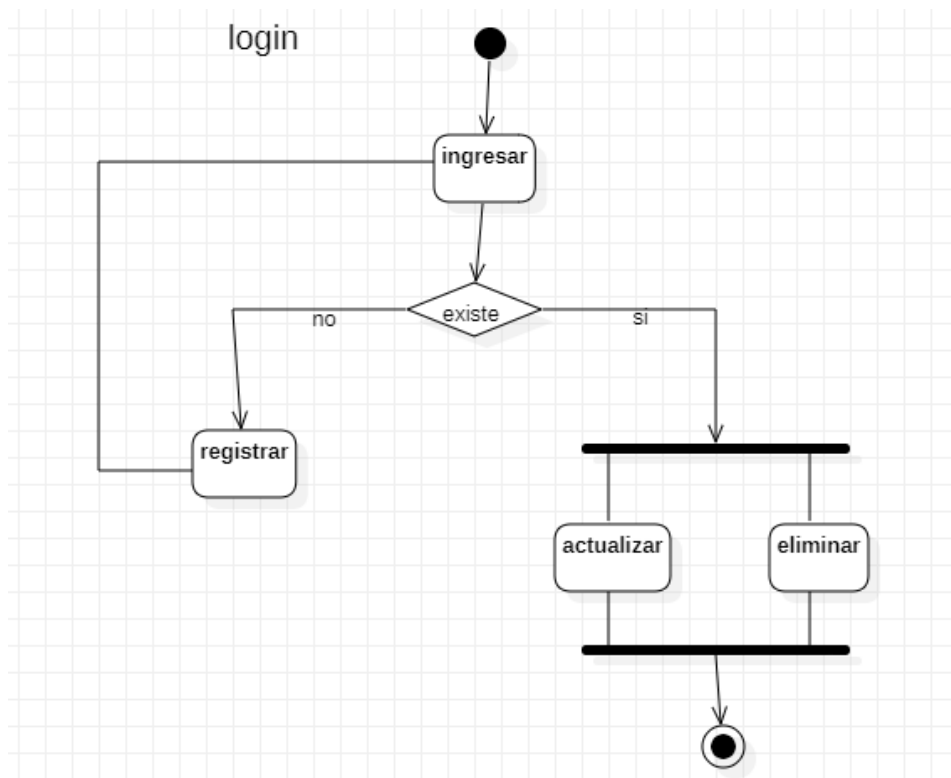 login
ingresar
existe
no
si
registrar
actualizar
eliminar